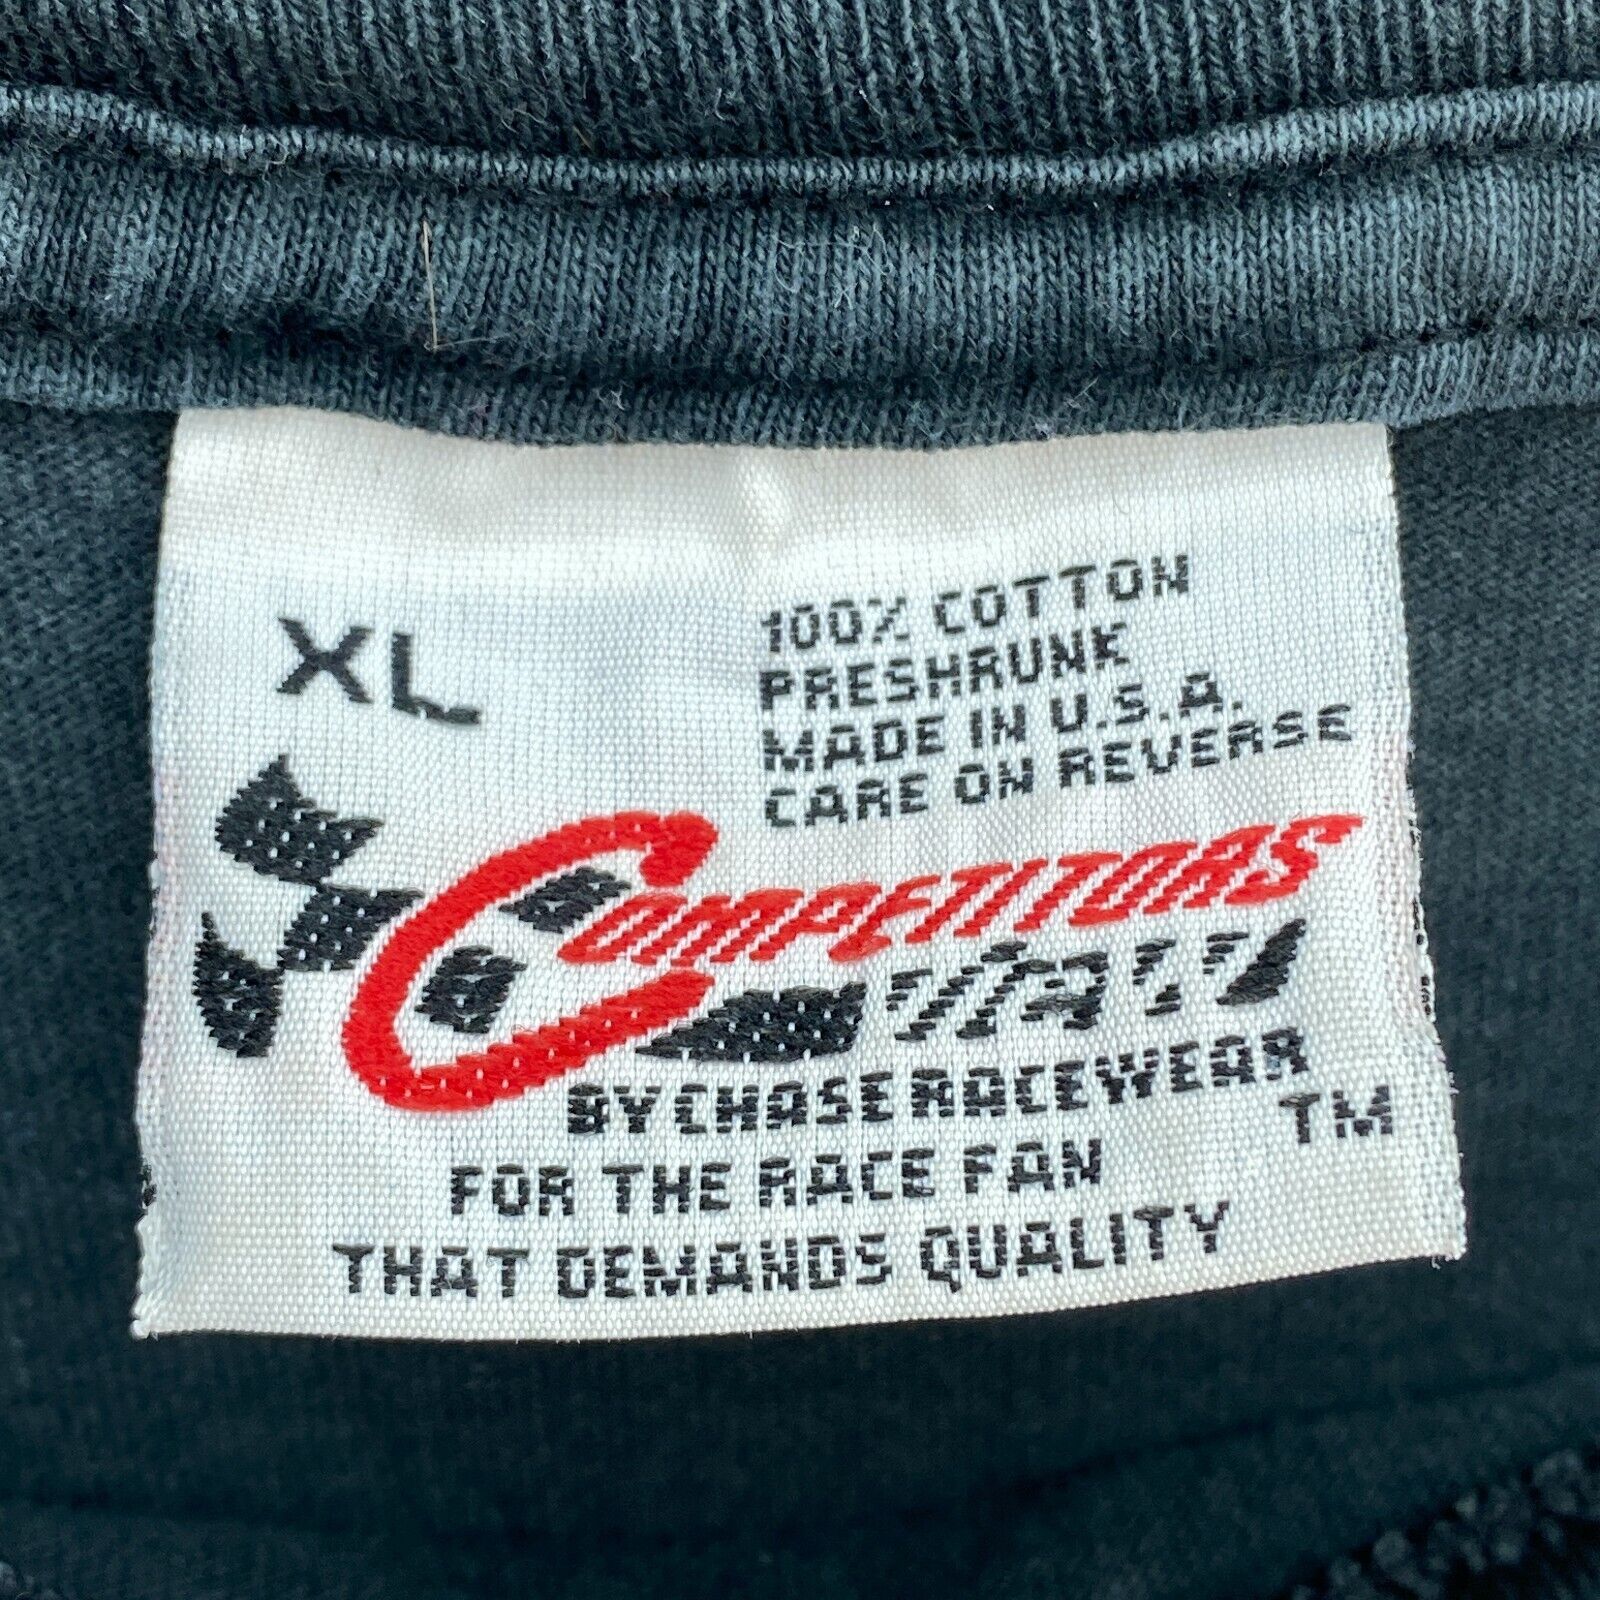 XL
100% COTTON
PRESHRUNK
MADE IN U.S.A.
CARE ON REVERSE
COMPETITORS
VIEW
BY CHASE RACEWEAR
TM
FOR THE RACE FAN
THAT DEMANDS QUALITY